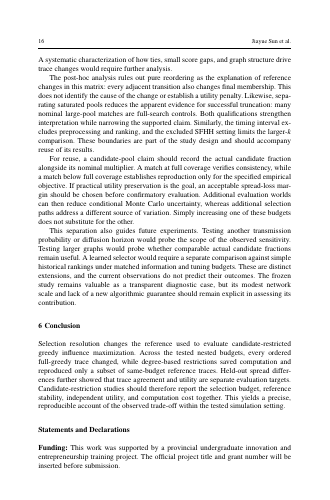 16 Jiayue Sun et al.
A systematic characterization of how ties, small score gaps, and graph structure drive
trace changes would require further analysis.
The post-hoc analysis rules out pure reordering as the explanation of reference
changes in this matrix: every adjacent transition also changes final membership. This
does not identify the cause of the change or establish a utility penalty. Likewise, sepa-
rating saturated pools reduces the apparent evidence for successful truncation: many
nominal large-pool matches are full-search controls. Both qualifications strengthen
interpretation while narrowing the supported claim. Similarly, the timing interval ex-
cludes preprocessing and ranking, and the excluded SFHH setting limits the larger-k
comparison. These boundaries are part of the study design and should accompany
reuse of its results.
For reuse, a candidate-pool claim should record the actual candidate fraction
alongside its nominal multiplier. A match at full coverage verifies consistency, while
a match below full coverage establishes reproduction only for the specified empirical
objective. If practical utility preservation is the goal, an acceptable spread-loss mar-
gin should be chosen before confirmatory evaluation. Additional evaluation worlds
can then reduce conditional Monte Carlo uncertainty, whereas additional selection
paths address a different source of variation. Simply increasing one of these budgets
does not substitute for the other.
This separation also guides future experiments. Testing another transmission
probability or diffusion horizon would probe the scope of the observed sensitivity.
Testing larger graphs would probe whether comparable actual candidate fractions
remain useful. A learned selector would require a separate comparison against simple
historical rankings under matched information and tuning budgets. These are distinct
extensions, and the current observations do not predict their outcomes. The frozen
study remains valuable as a transparent diagnostic case, but its modest network
scale and lack of a new algorithmic guarantee should remain explicit in assessing its
contribution.
6 Conclusion
Selection resolution changes the reference used to evaluate candidate-restricted
greedy influence maximization. Across the tested nested budgets, every ordered
full-greedy trace changed, while degree-based restrictions saved computation and
reproduced only a subset of same-budget reference traces. Held-out spread differ-
ences further showed that trace agreement and utility are separate evaluation targets.
Candidate-restriction studies should therefore report the selection budget, reference
stability, independent utility, and computation cost together. This yields a precise,
reproducible account of the observed trade-off within the tested simulation setting.
Statements and Declarations
Funding: This work was supported by a provincial undergraduate innovation and
entrepreneurship training project. The official project title and grant number will be
inserted before submission.